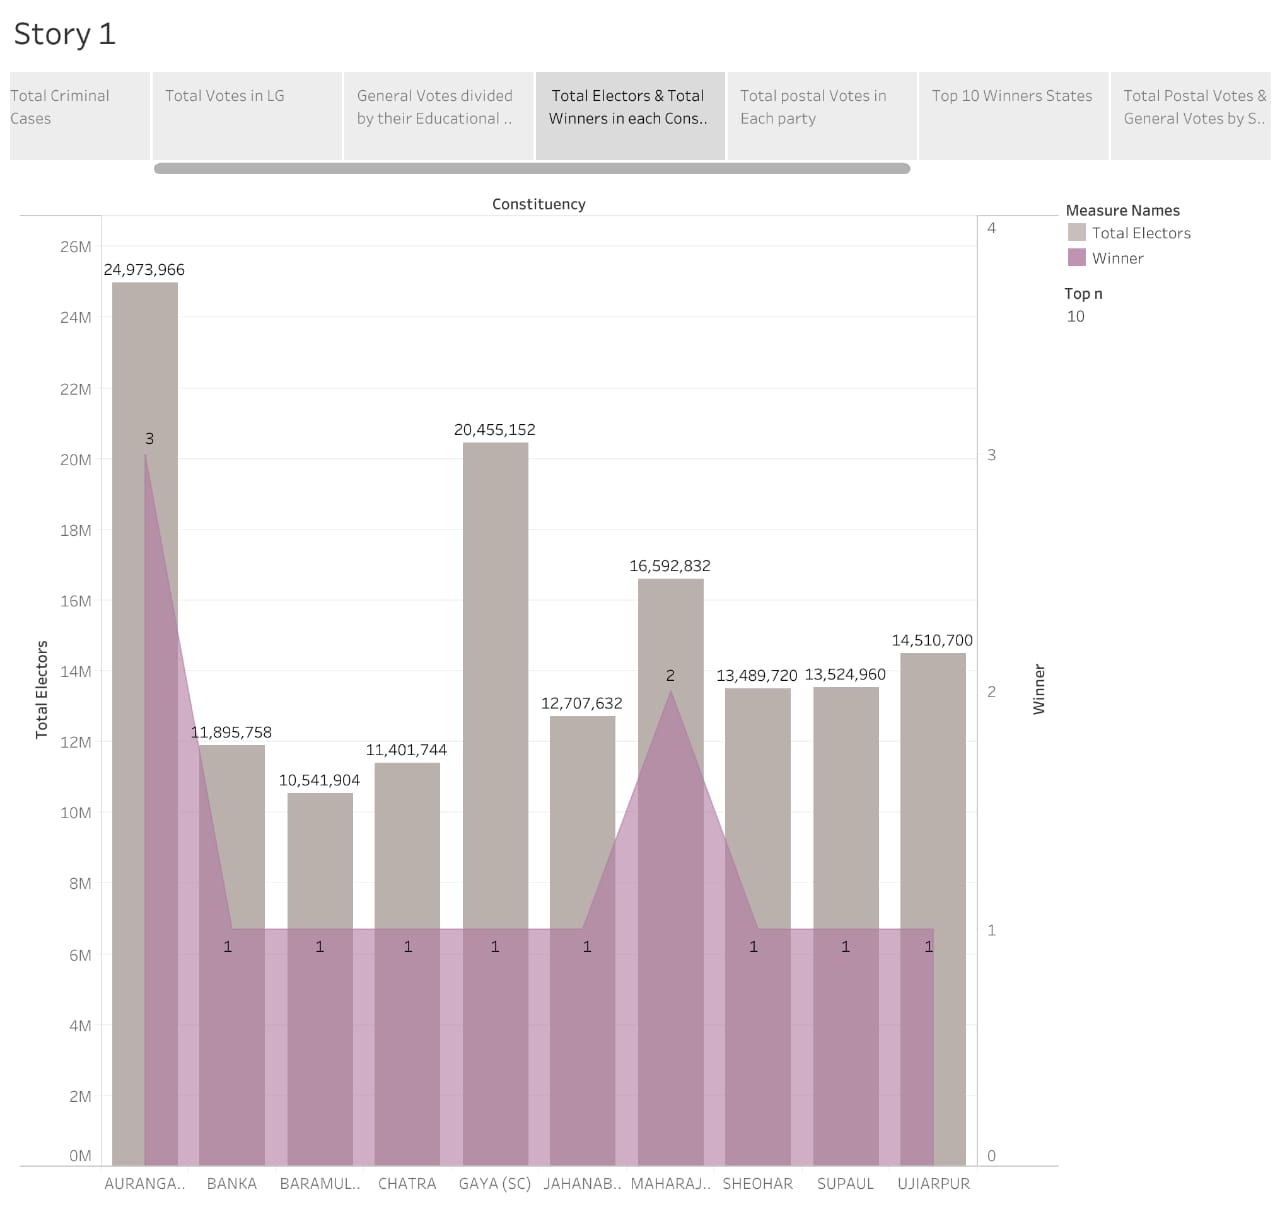 Story 1
Total Criminal
Cases
Total Votes in LG
General Votes divided
by their Educational ..
Total Electors & Total
Winners in each Cons..
Total postal Votes in
Each party
Top 10 Winners States
Total Postal Votes &
General Votes by S..
Constituency
Measure Names
Total Electors
Winner
Top n
10
Total Electors
26M
24M
22M
20M
18M
16M
14M
12M
10M
8M
6M
4M
2M
0M
24,973,966
11,895,758
10,541,904
11,401,744
20,455,152
12,707,632
16,592,832
13,489,720
13,524,960
14,510,700
3
1
1
1
1
1
2
1
1
1
4
3
2
1
0
Winner
AURANGA..
BANKA
BARAMUL..
CHATRA
GAYA (SC)
JAHANAB..
MAHARAJ..
SHEOHAR
SUPAUL
UJIARPUR